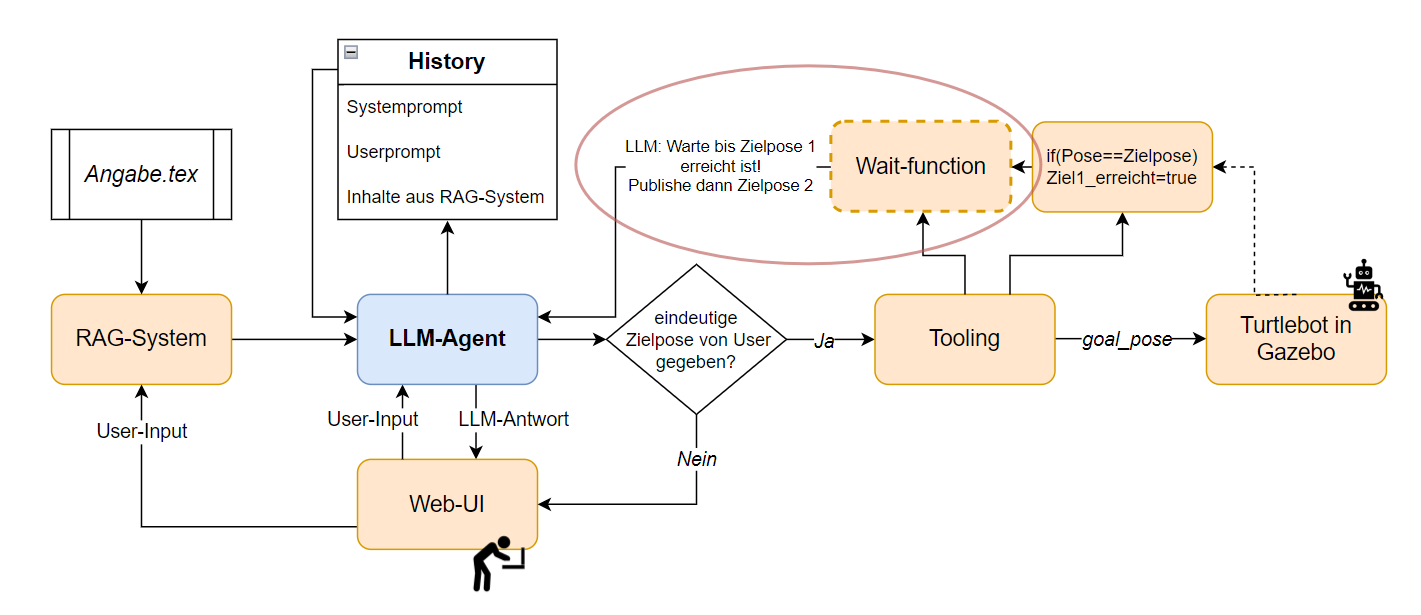 History
Systemprompt
Userprompt
Inhalte aus RAG-System
Angabe.tex
LLM: Warte bis Zielpose 1
erreicht ist!
Publishe dann Zielpose 2
Wait-function
if(Pose==Zielpose)
Ziel1_erreicht=true
RAG-System
LLM-Agent
eindeutige
Zielpose von User
gegeben?
Ja
Tooling
goal_pose
Turtlebot in
Gazebo
User-Input
User-Input
LLM-Antwort
Nein
Web-UI